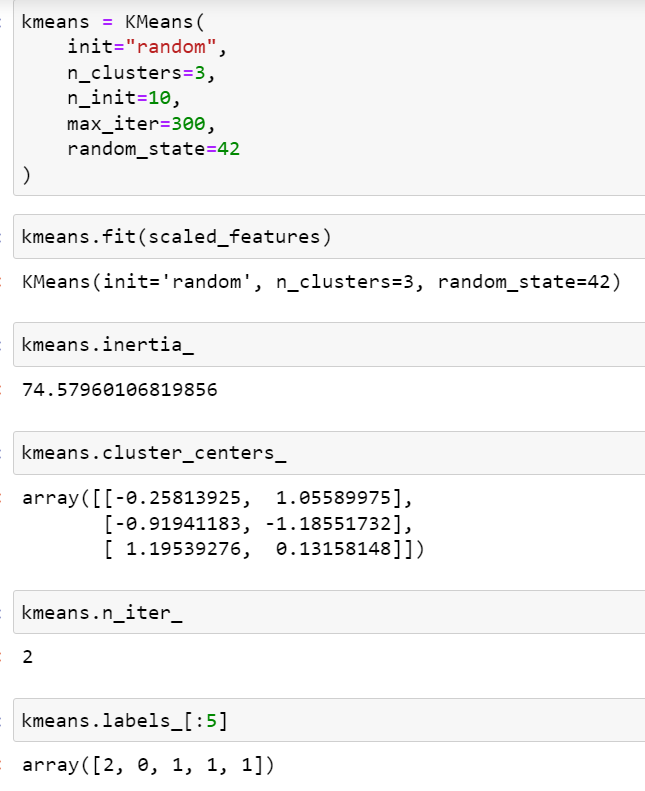 kmeans = KMeans(
    init="random",
    n_clusters=3,
    n_init=10,
    max_iter=300,
    random_state=42
)
kmeans.fit(scaled_features)
KMeans(init='random', n_clusters=3, random_state=42)
kmeans.inertia_
74.57960106819856
kmeans.cluster_centers_
array([[-0.25813925,  1.05589975],
       [-0.91941183, -1.18551732],
       [ 1.19539276,  0.13158148]])
kmeans.n_iter_
2
kmeans.labels_[:5]
array([2, 0, 1, 1, 1])